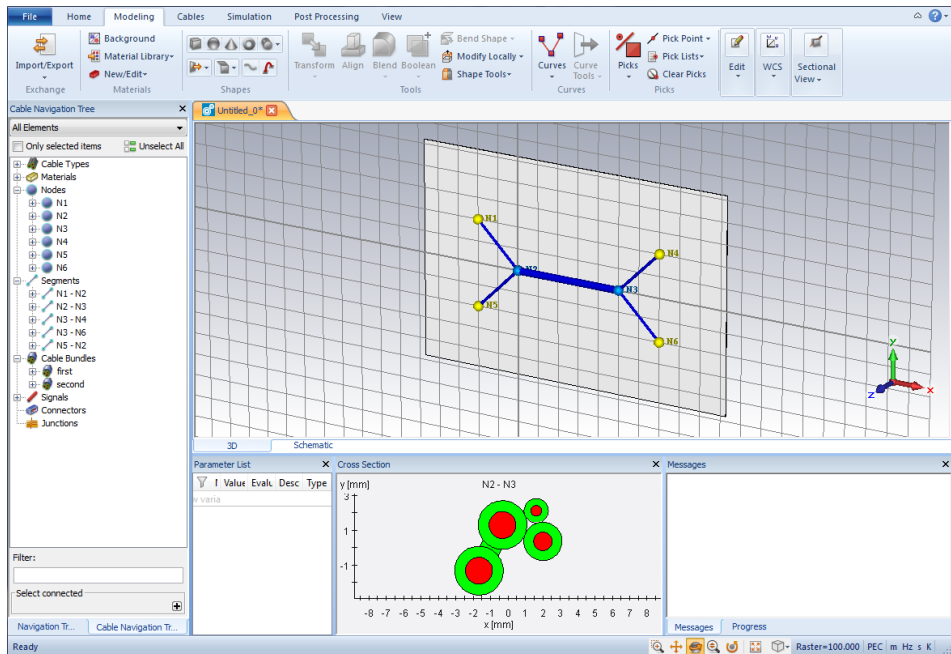 File Home Modeling Cables Simulation Post Processing View
Import/Export
Exchange
Background
Material Library
New/Edit
Materials
Shapes
Transform Align Blend Boolean
Bend Shape
Modify Locally
Shape Tools
Tools
Curves Curve Tools
Curves
Picks
Pick Point
Pick Lists
Clear Picks
Picks
Edit WCS Sectional View
Cable Navigation Tree
Untitled_0*
All Elements
Only selected items Unselect All
Cable Types
Materials
Nodes
N1
N2
N3
N4
N5
N6
Segments
N1 - N2
N2 - N3
N3 - N4
N3 - N6
N5 - N2
Cable Bundles
first
second
Signals
Connectors
Junctions
Filter:
Select connected
Navigation Tr... Cable Navigation Tr...
N1
N2
N3
N4
N5
N6
y
x
z
3D Schematic
Parameter List
Value Evalu Desc Type
w varia
Cross Section
y [mm] N2 - N3
3
1
-1
-8 -7 -6 -5 -4 -3 -2 -1 0 1 2 3 4 5 6 7 8
x [mm]
Messages
Messages Progress
Ready Raster=100.000 PEC m Hz s K